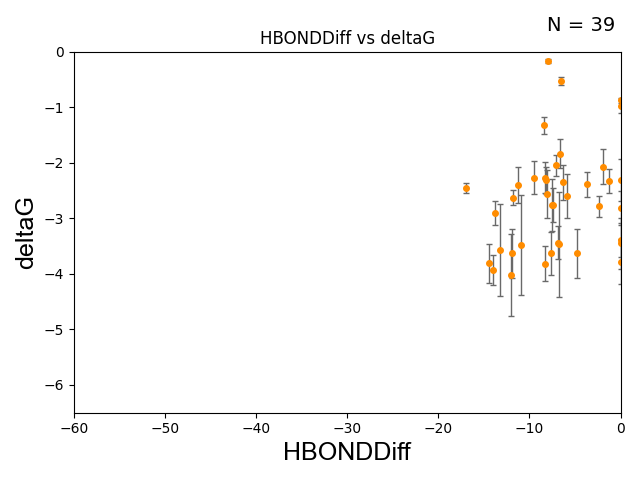 N = 39
HBONDDiff vs deltaG
0
−1
−2
−3
−4
−5
−6
deltaG
−60 −50 −40 −30 −20 −10 0
HBONDDiff